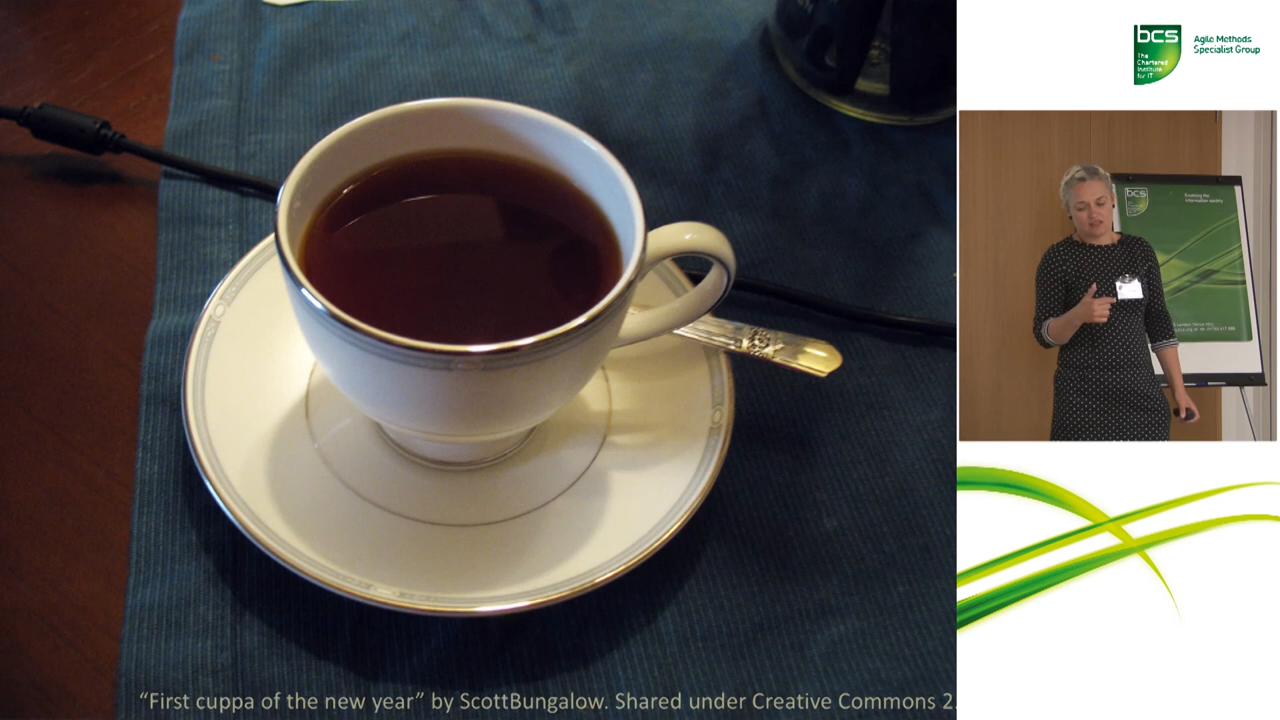 bcs
The
Chartered
Institute
for IT
Agile Methods
Specialist Group
bcs
“First cuppa of the new year” by ScottBungalow. Shared under Creative Commons 2.